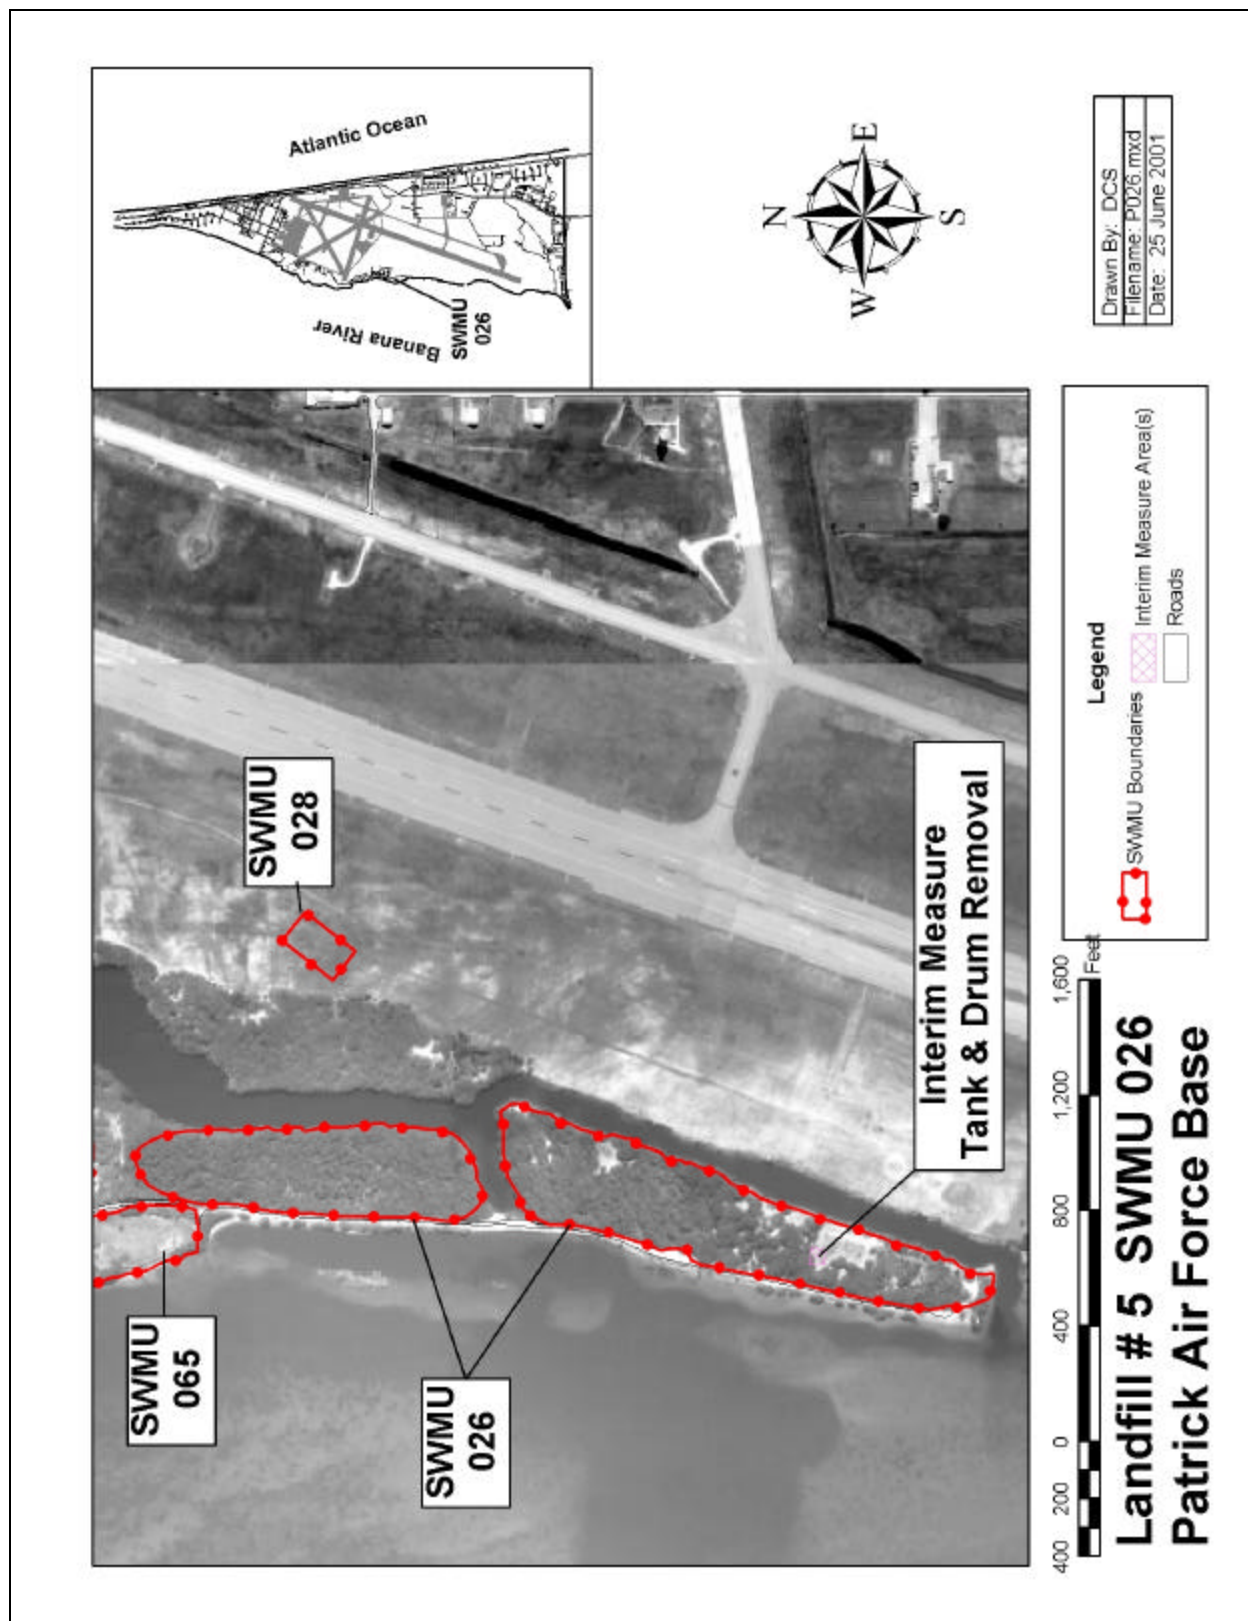 Atlantic Ocean
Banana River
SWMU
026
N
E
S
W
Drawn By: DCS
Filename: P026.mxd
Date: 25 June 2001
SWMU
028
SWMU
065
SWMU
026
Interim Measure
Tank & Drum Removal
Legend
SWMU Boundaries
Interim Measure Area(s)
Roads
400 200 0 400 800 1,200 1,600
Feet
Landfill # 5 SWMU 026
Patrick Air Force Base